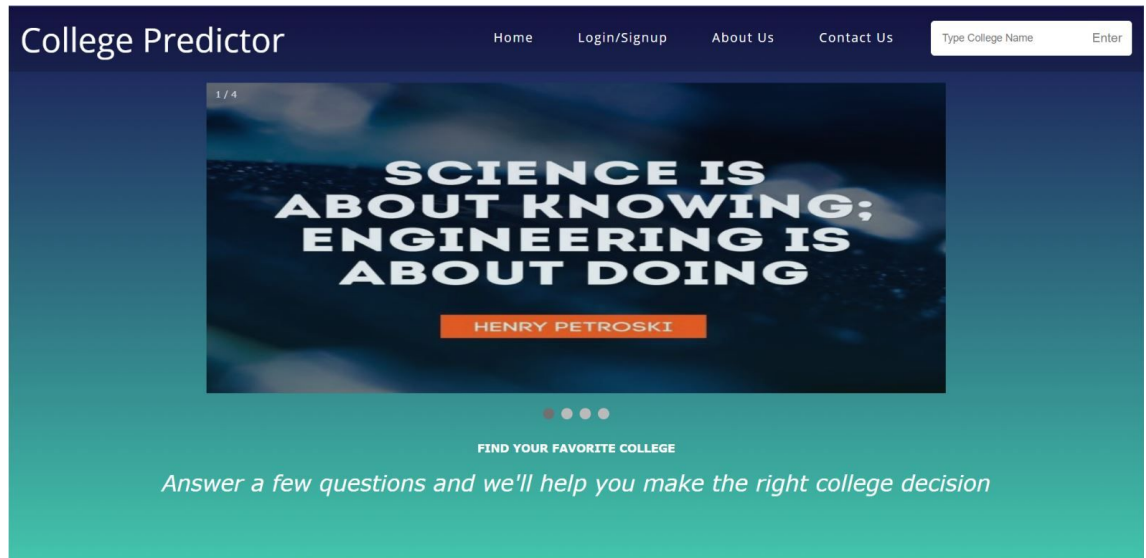 College Predictor
Home
Login/Signup
About Us
Contact Us
Type College Name
Enter
1 / 4
SCIENCE IS
ABOUT KNOWING;
ENGINEERING IS
ABOUT DOING
HENRY PETROSKI
FIND YOUR FAVORITE COLLEGE
Answer a few questions and we'll help you make the right college decision